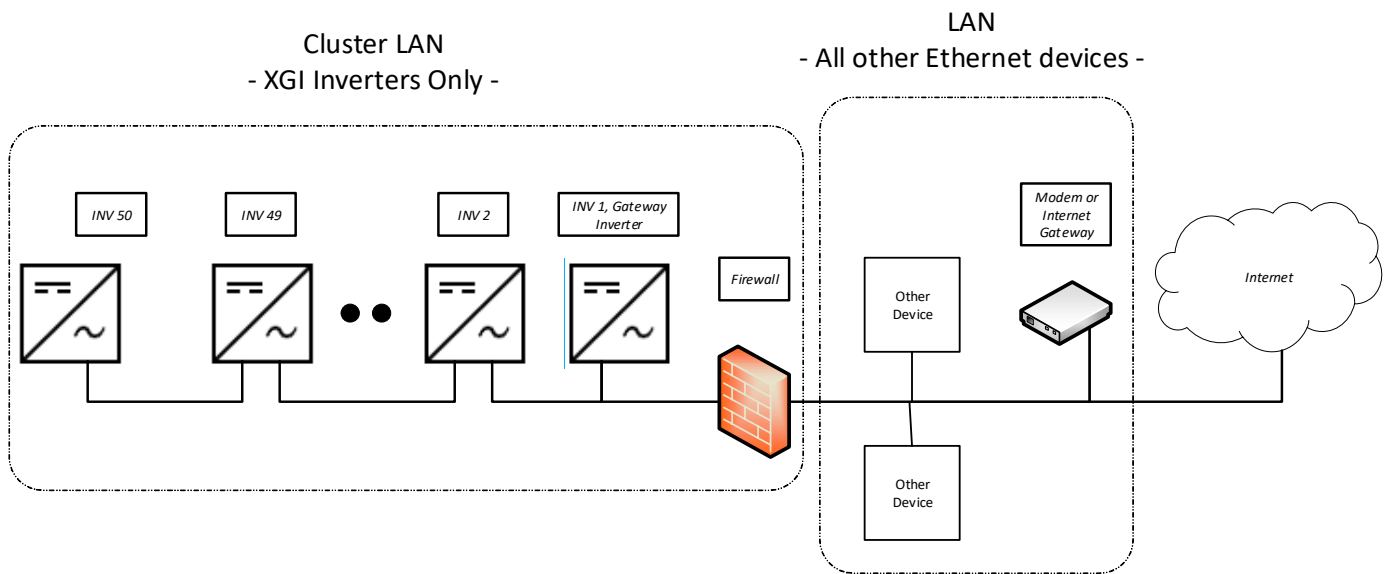 Cluster LAN
- XGI Inverters Only -
LAN
- All other Ethernet devices -
INV 50
INV 49
INV 2
INV 1, Gateway
Inverter
Firewall
Other
Device
Modem or
Internet
Gateway
Internet
Other
Device